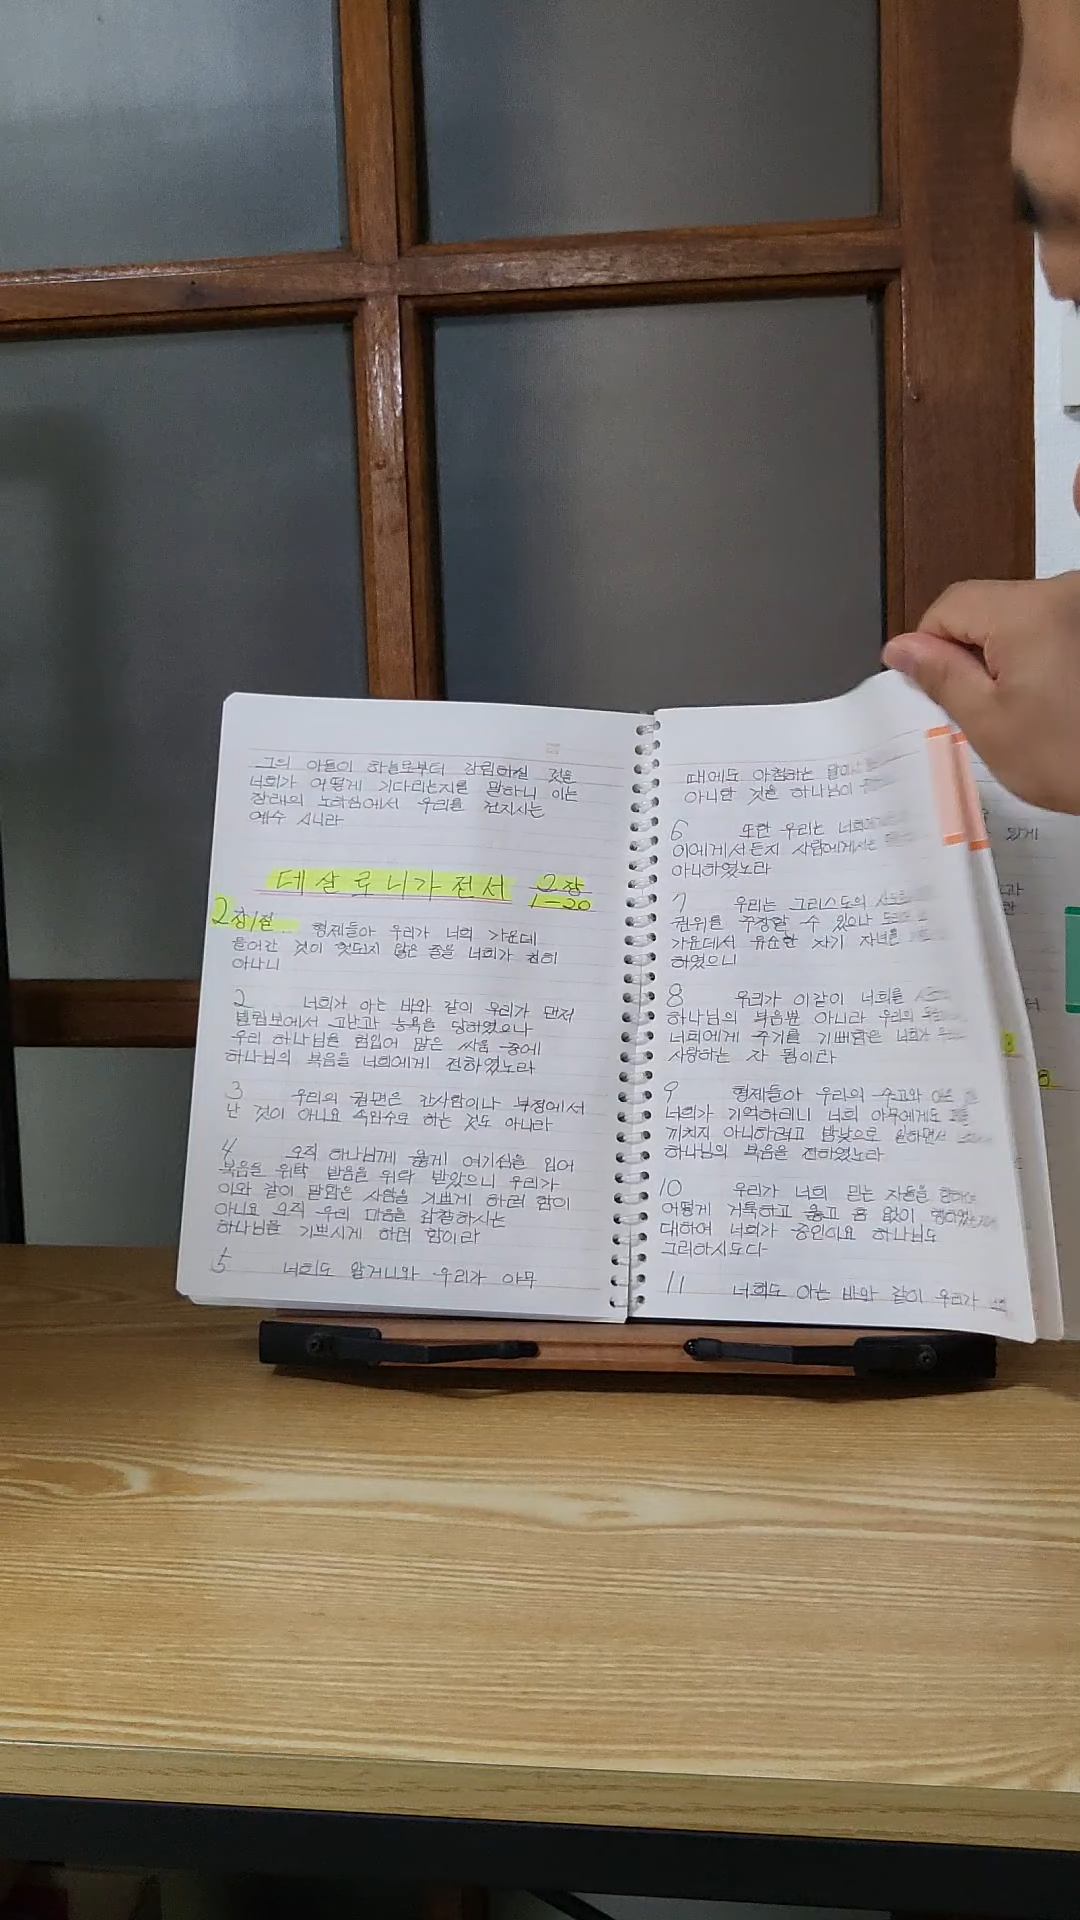 그의 아들이 하늘로부터 강림하실 것을
너희가 어떻게 기다리는지를 말하니 이는
장래의 노하심에서 우리를 건지시는
예수 시니라
데살로니가전서 2장
1-20
2장1절 형제들아 우리가 너희 가운데
들어간 것이 헛되지 않은 줄을 너희가 친히
아나니
2 너희가 아는 바와 같이 우리가 먼저
빌립보에서 고난과 능욕을 당하였으나
우리 하나님을 힘입어 많은 싸움 중에
하나님의 복음을 너희에게 전하였노라
3 우리의 권면은 간사함이나 부정에서
난 것이 아니요 속임수로 하는 것도 아니라
4 오직 하나님께 옳게 여기심을 입어
복음을 위탁 받음을 위탁 받았으니 우리가
이와 같이 말함은 사람을 기쁘게 하려 함이
아니요 오직 우리 마음을 감찰하시는
하나님을 기쁘시게 하려 함이라
5 너희도 알거니와 우리가 아무
때에도 아첨하는
아니한 것을 하나님이
6 또한 우리는
이에게서든지 사람에게서는
아니하였노라
7 우리는 그리스도의
권위를 주장할 수 있으나
가운데서 유순한 자기 자녀를
하였으니
8 우리가 이같이 너희를
하나님의 복음뿐 아니라 우리의
너희에게 주기를 기뻐함은 너희가
사랑하는 자 됨이라
9 형제들아 우리의 수고와
너희가 기억하리니 너희 아무에게도
끼치지 아니하려고 밤낮으로 일하면서
하나님의 복음을 전하였노라
10 우리가 너희 믿는 자들을
어떻게 거룩하고 옳고 흠 없이
대하여 너희가 증인이요 하나님도
그러하시도다
11 너희도 아는 바와 같이 우리가